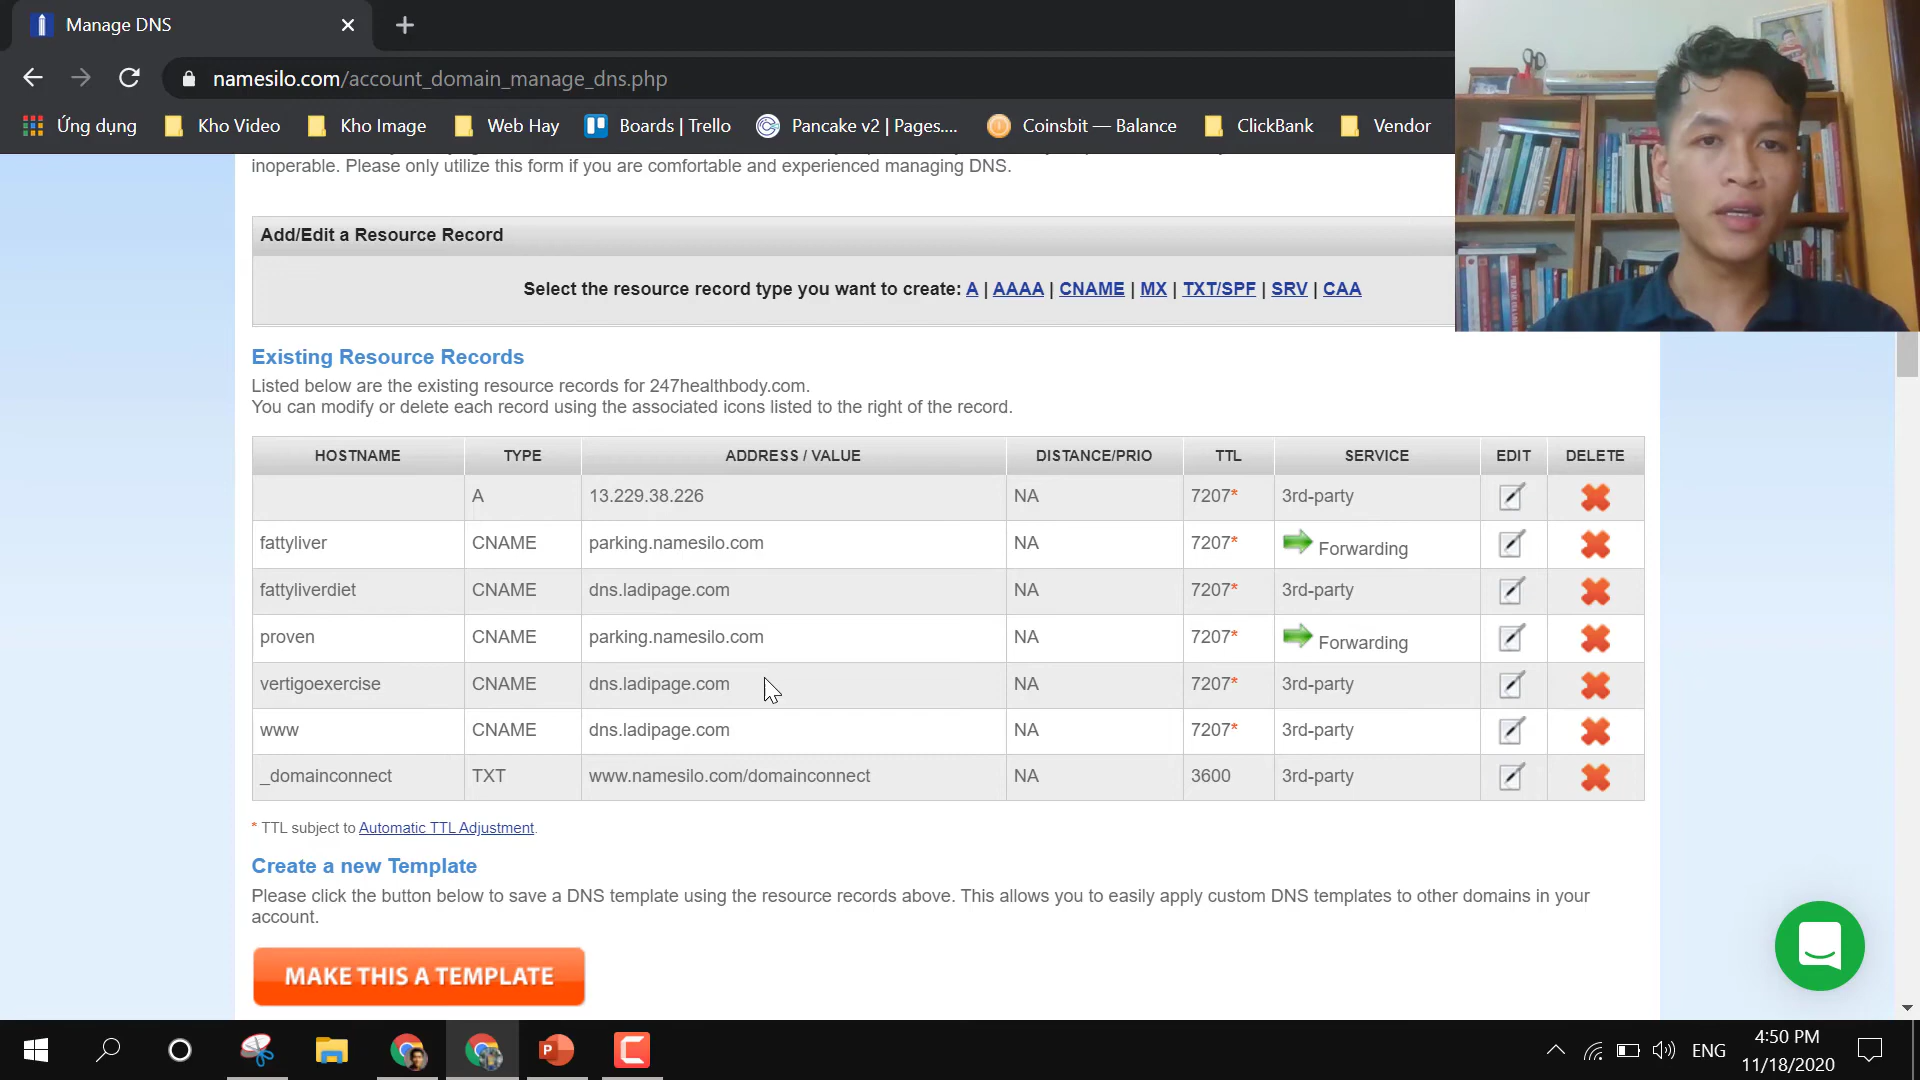 Manage DNS
namesilo.com/account_domain_manage_dns.php
Ứng dụng Kho Video Kho Image Web Hay Boards | Trello Pancake v2 | Pages.... Coinsbit — Balance ClickBank Vendor
inoperable. Please only utilize this form if you are comfortable and experienced managing DNS.
Add/Edit a Resource Record
Select the resource record type you want to create: A | AAAA | CNAME | MX | TXT/SPF | SRV | CAA
Existing Resource Records
Listed below are the existing resource records for 247healthbody.com.
You can modify or delete each record using the associated icons listed to the right of the record.
HOSTNAME TYPE ADDRESS / VALUE DISTANCE/PRIO TTL SERVICE EDIT DELETE
A 13.229.38.226 NA 7207* 3rd-party
fattyliver CNAME parking.namesilo.com NA 7207* Forwarding
fattyliverdiet CNAME dns.ladipage.com NA 7207* 3rd-party
proven CNAME parking.namesilo.com NA 7207* Forwarding
vertigoexercise CNAME dns.ladipage.com NA 7207* 3rd-party
www CNAME dns.ladipage.com NA 7207* 3rd-party
_domainconnect TXT www.namesilo.com/domainconnect NA 3600 3rd-party
* TTL subject to Automatic TTL Adjustment.
Create a new Template
Please click the button below to save a DNS template using the resource records above. This allows you to easily apply custom DNS templates to other domains in your
account.
MAKE THIS A TEMPLATE
ENG
4:50 PM
11/18/2020